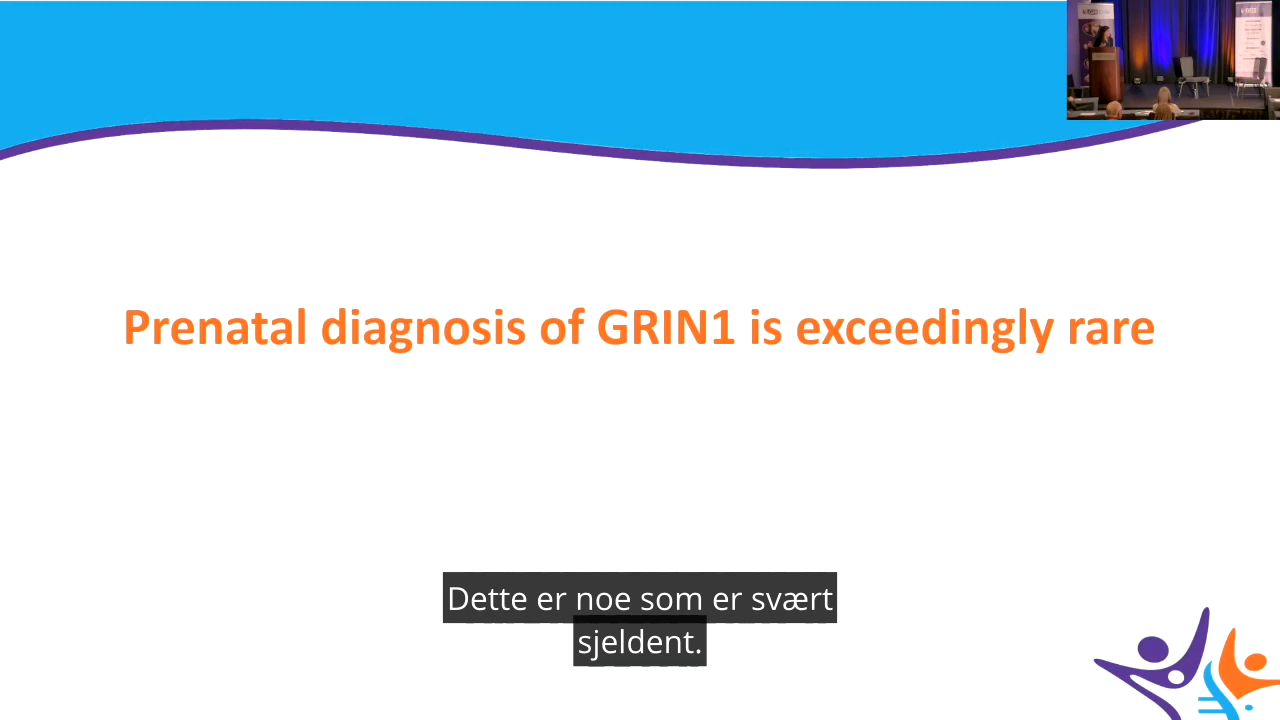 Prenatal diagnosis of GRIN1 is exceedingly rare
Dette er noe som er svært
sjeldent.